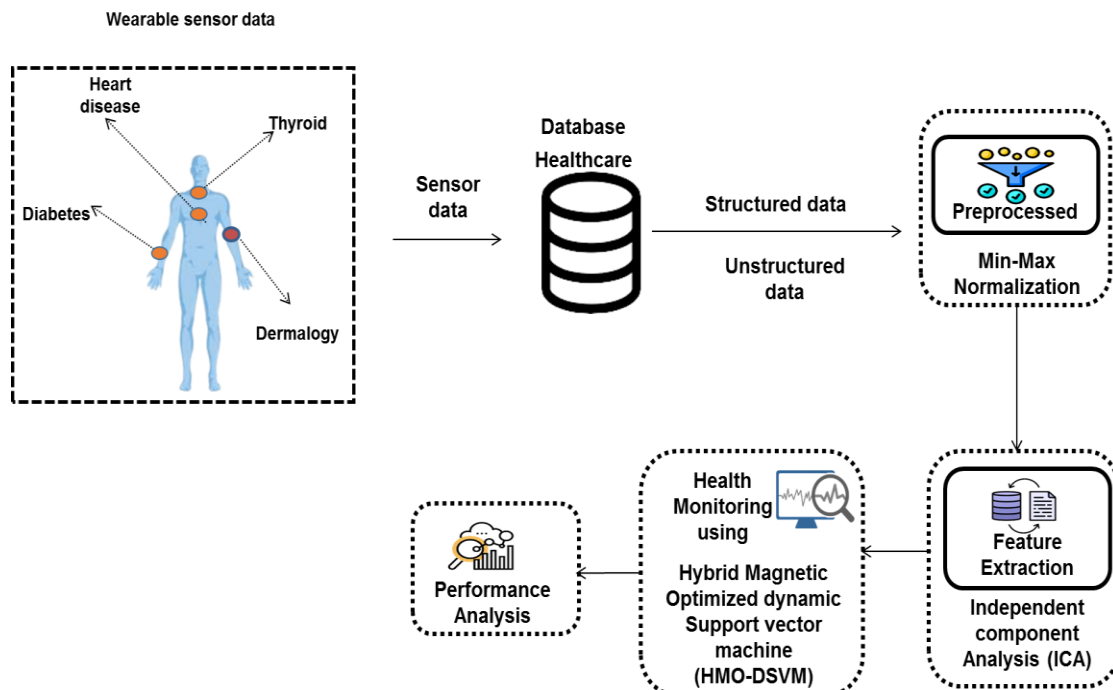 Wearable sensor data
Heart
disease
Thyroid
Diabetes
Dermalogy
Sensor
data
Database
Healthcare
Structured data
Unstructured
data
Preprocessed
Min-Max
Normalization
Feature
Extraction
Independent
component
Analysis (ICA)
Health
Monitoring
using
Hybrid Magnetic
Optimized dynamic
Support vector
machine
(HMO-DSVM)
Performance
Analysis